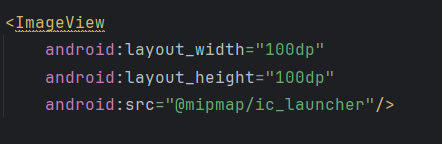 <ImageView
    android:layout_width="100dp"
    android:layout_height="100dp"
    android:src="@mipmap/ic_launcher"/>